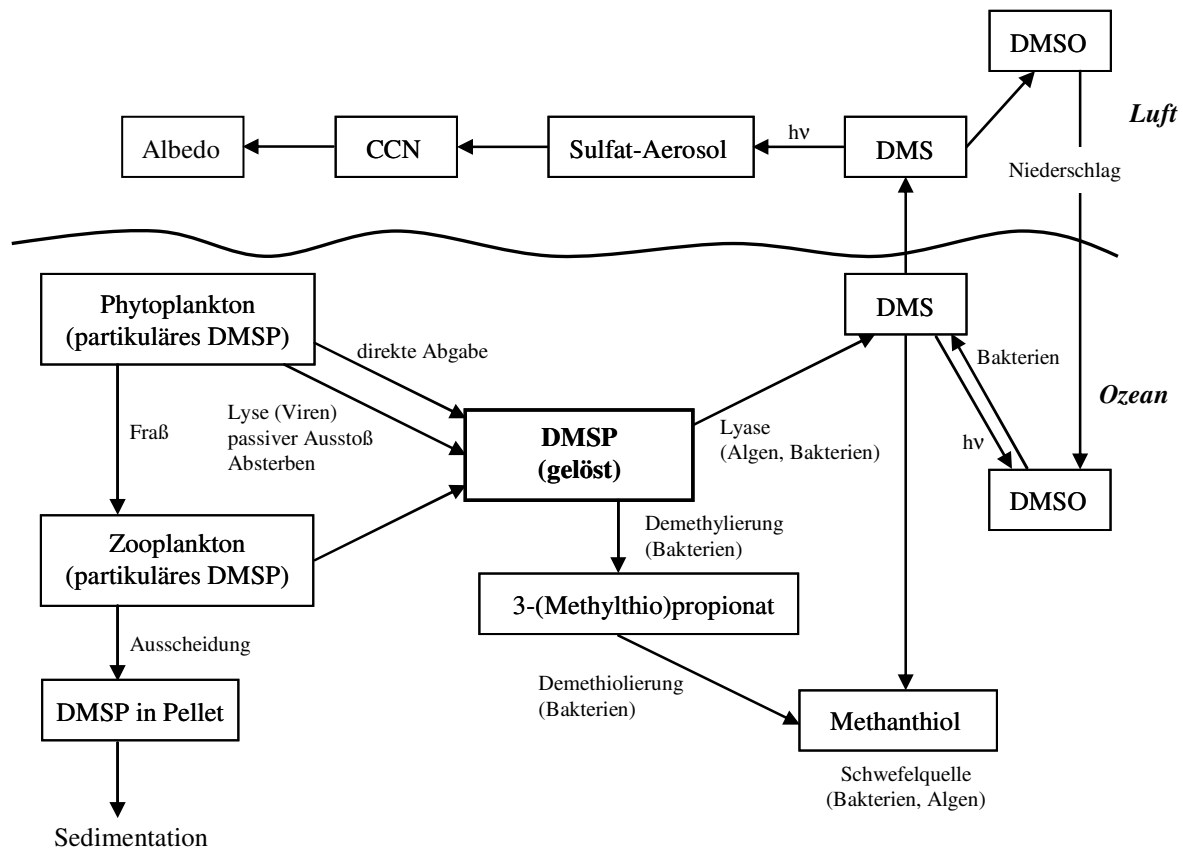 DMSO
Luft
Albedo
CCN
Sulfat-Aerosol
hν
DMS
Niederschlag
Phytoplankton
(partikuläres DMSP)
DMS
direkte Abgabe
Bakterien
Ozean
Lyse (Viren)
passiver Ausstoß
Absterben
Fraß
DMSP
(gelöst)
Lyase
(Algen, Bakterien)
hν
DMSO
Zooplankton
(partikuläres DMSP)
Demethylierung
(Bakterien)
3-(Methylthio)propionat
Ausscheidung
Demethiolierung
(Bakterien)
DMSP in Pellet
Methanthiol
Schwefelquelle
(Bakterien, Algen)
Sedimentation